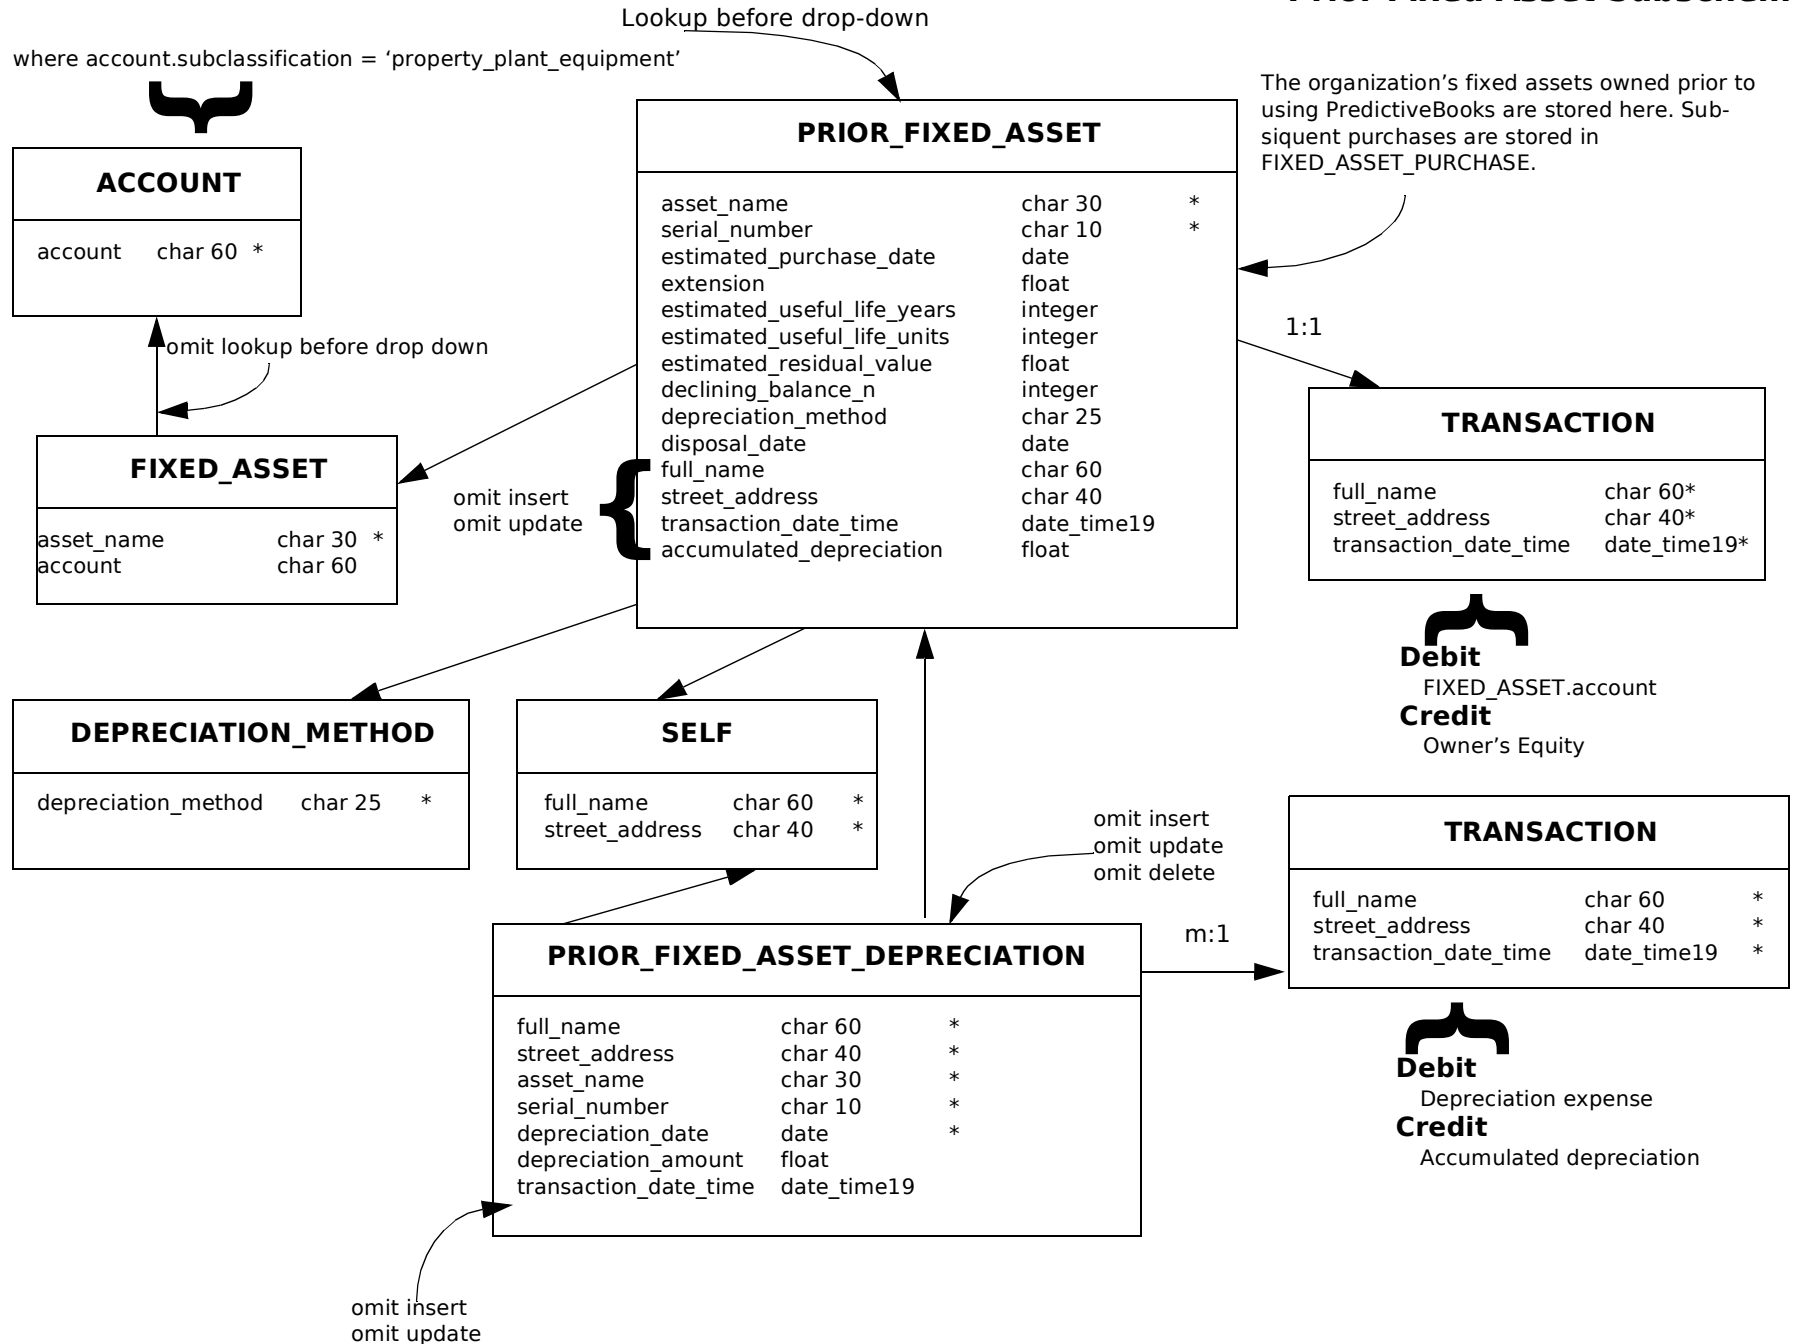 Lookup before drop-down
where account.subclassification = ‘property_plant_equipment’
The organization’s fixed assets owned prior to
using PredictiveBooks are stored here. Sub-
siquent purchases are stored in
FIXED_ASSET_PURCHASE.
ACCOUNT
account char 60 *
omit lookup before drop down
FIXED_ASSET
asset_name char 30 *
account char 60
PRIOR_FIXED_ASSET
asset_name char 30 *
serial_number char 10 *
estimated_purchase_date date
extension float
estimated_useful_life_years integer
estimated_useful_life_units integer
estimated_residual_value float
declining_balance_n integer
depreciation_method char 25
disposal_date date
full_name char 60
street_address char 40
transaction_date_time date_time19
accumulated_depreciation float
omit insert
omit update
1:1
TRANSACTION
full_name char 60*
street_address char 40*
transaction_date_time date_time19*
Debit
FIXED_ASSET.account
Credit
Owner’s Equity
DEPRECIATION_METHOD
depreciation_method char 25 *
SELF
full_name char 60 *
street_address char 40 *
omit insert
omit update
omit delete
m:1
PRIOR_FIXED_ASSET_DEPRECIATION
full_name char 60 *
street_address char 40 *
asset_name char 30 *
serial_number char 10 *
depreciation_date date *
depreciation_amount float
transaction_date_time date_time19
omit insert
omit update
TRANSACTION
full_name char 60 *
street_address char 40 *
transaction_date_time date_time19 *
Debit
Depreciation expense
Credit
Accumulated depreciation